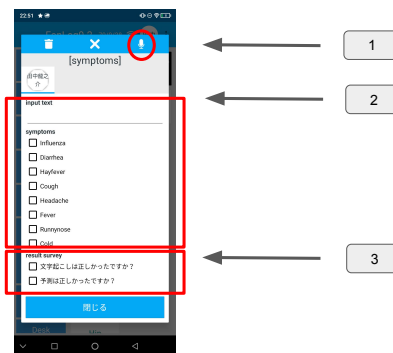 22:51
[symptoms]
1
田中龍之
介
2
input text
symptoms
Influenza
Diarrhea
Hayfever
Cough
Headache
Fever
Runnynose
Cold
result survey
3
文字起こしは正しかったですか？
予測は正しかったですか？
閉じる
Desk